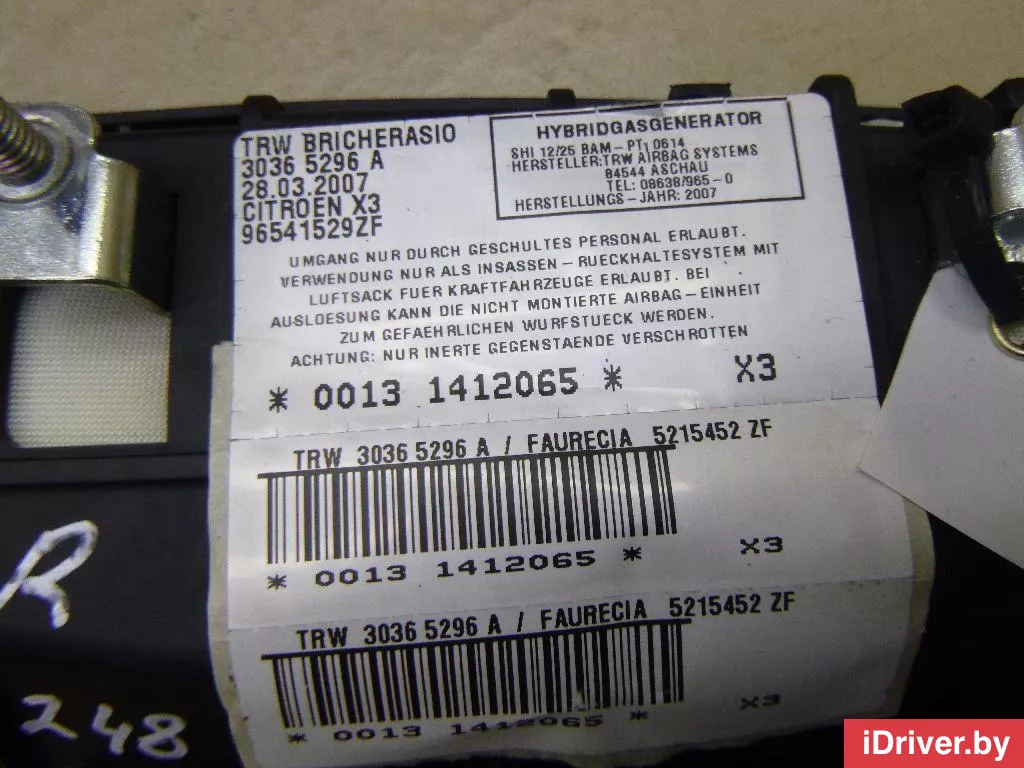 TRW BRICHERASIO
3036 5296 A
28.03.2007
CITROEN X3
96541529ZF
HYBRIDGASGENERATOR
SHI 12/25 BAM-PT1 0614
HERSTELLER:TRW AIRBAG SYSTEMS
84544 ASCHAU
TEL: 08638/965-0
HERSTELLUNGS-JAHR: 2007
UMGANG NUR DURCH GESCHULTES PERSONAL ERLAUBT.
VERWENDUNG NUR ALS INSASSEN-RUECKHALTESYSTEM MIT
LUFTSACK FUER KRAFTFAHRZEUGE ERLAUBT. BEI
AUSLOESUNG KANN DIE NICHT MONTIERTE AIRBAG-EINHEIT
ZUM GEFAEHRLICHEN WURFSTUECK WERDEN.
ACHTUNG: NUR INERTE GEGENSTAENDE VERSCHROTTEN
* 0013 1412065 * X3
TRW 3036 5296 A / FAURECIA 5215452 ZF
* 0013 1412065 * X3
TRW 3036 5296 A / FAURECIA 5215452 ZF
* 0013 1412065 * X3
R
248
iDriver.by